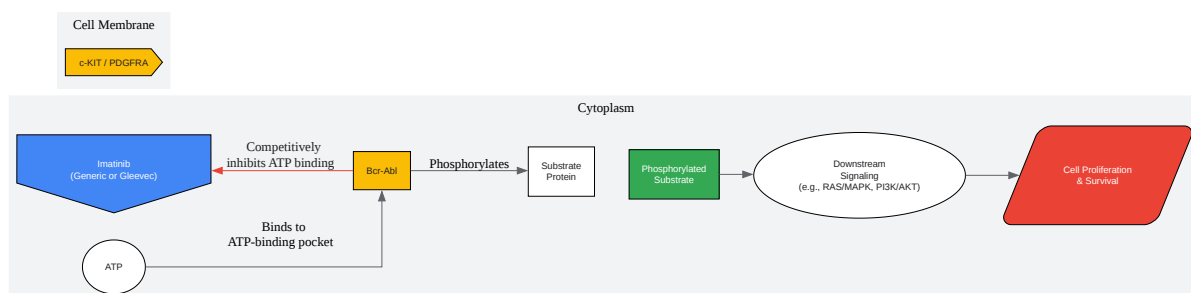 Cell Membrane
c-KIT / PDGFRA
Cytoplasm
Imatinib
(Generic or Gleevec)
Competitively
inhibits ATP binding
Bcr-Abl
Phosphorylates
Substrate
Protein
Phosphorylated
Substrate
Downstream
Signaling
(e.g., RAS/MAPK, PI3K/AKT)
Cell Proliferation
& Survival
Binds to
ATP-binding pocket
ATP